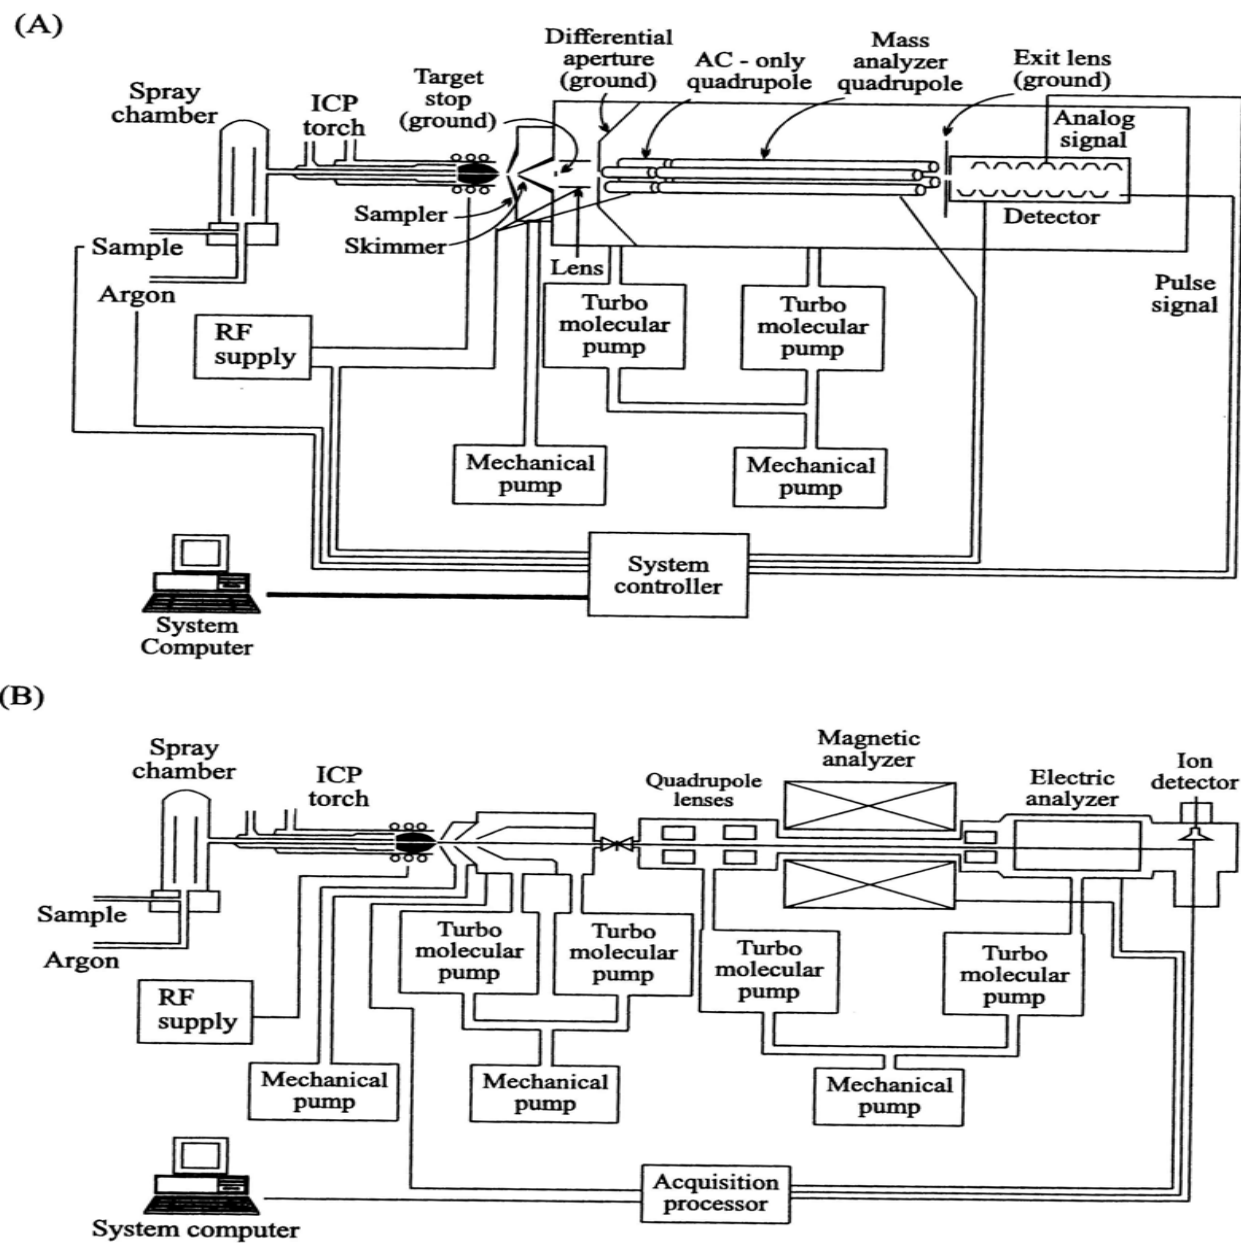 (A)
Spray
chamber
ICP
torch
Target
stop
(ground)
Differential
aperture
(ground)
AC - only
quadrupole
Mass
analyzer
quadrupole
Exit lens
(ground)
Analog
signal
Sampler
Skimmer
Lens
Detector
Sample
Argon
Pulse
signal
RF
supply
Turbo
molecular
pump
Turbo
molecular
pump
Mechanical
pump
Mechanical
pump
System
controller
System
Computer
(B)
Spray
chamber
ICP
torch
Quadrupole
lenses
Magnetic
analyzer
Electric
analyzer
Ion
detector
Sample
Argon
RF
supply
Turbo
molecular
pump
Turbo
molecular
pump
Turbo
molecular
pump
Turbo
molecular
pump
Mechanical
pump
Mechanical
pump
Mechanical
pump
Acquisition
processor
System computer